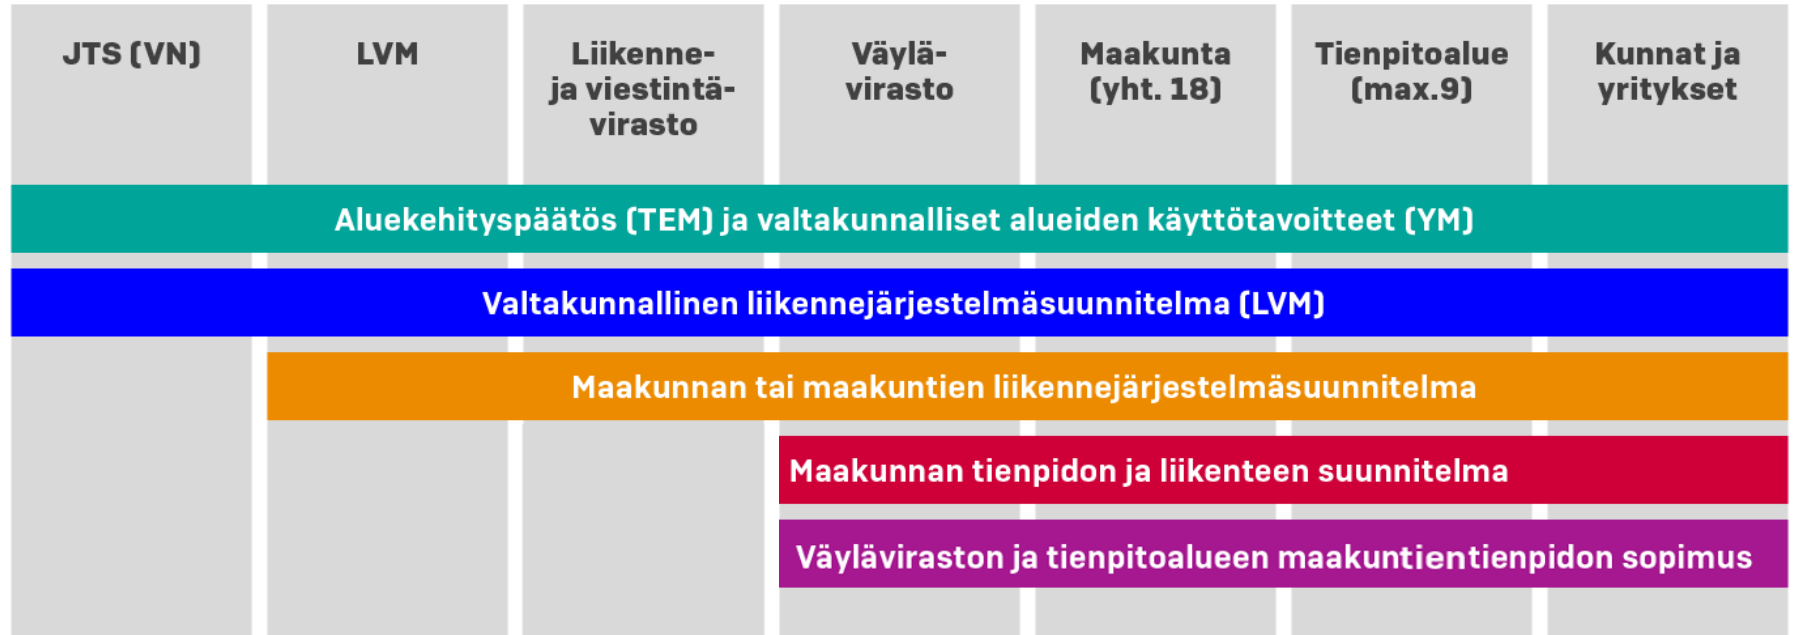 JTS (VN)
LVM
Liikenne-
ja viestintä-
virasto
Väylä-
virasto
Maakunta
(yht. 18)
Tienpitoalue
(max.9)
Kunnat ja
yritykset
Aluekehityspäätös (TEM) ja valtakunnalliset alueiden käyttötavoitteet (YM)
Valtakunnallinen liikennejärjestelmäsuunnitelma (LVM)
Maakunnan tai maakuntien liikennejärjestelmäsuunnitelma
Maakunnan tienpidon ja liikenteen suunnitelma
Väyläviraston ja tienpitoalueen maakuntientienpidon sopimus